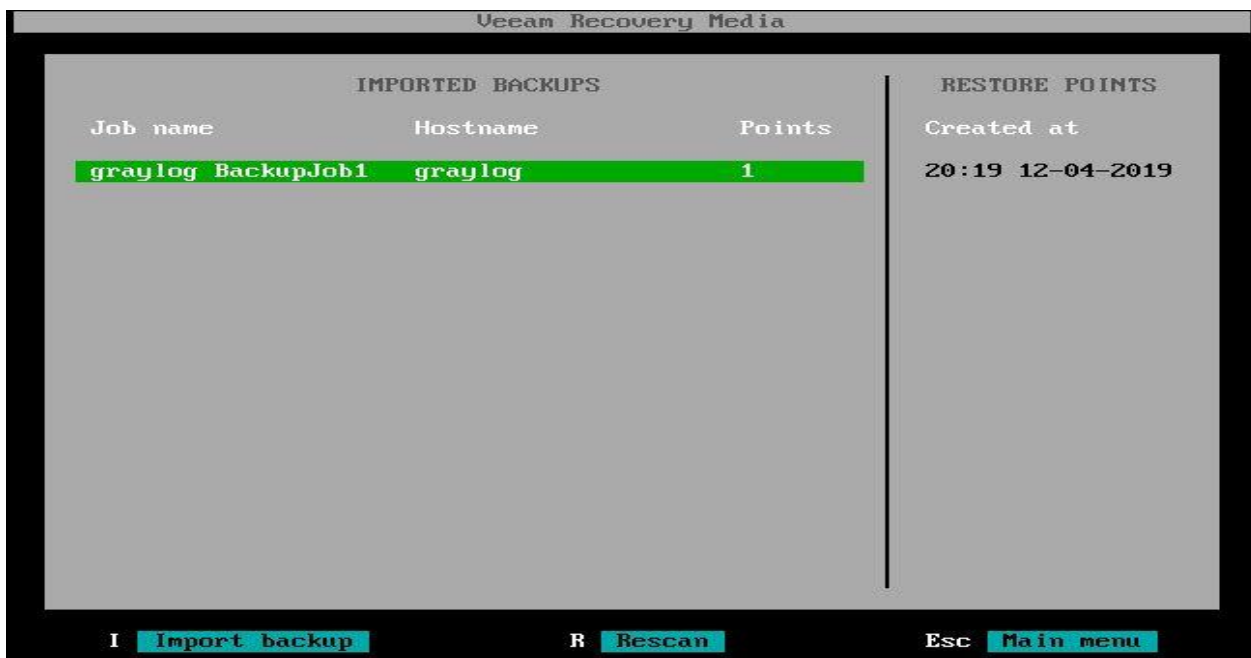 Veeam Recovery Media
IMPORTED BACKUPS RESTORE POINTS
Job name Hostname Points Created at
graylog BackupJob1 graylog 1 20:19 12-04-2019
I Import backup R Rescan Esc Main menu